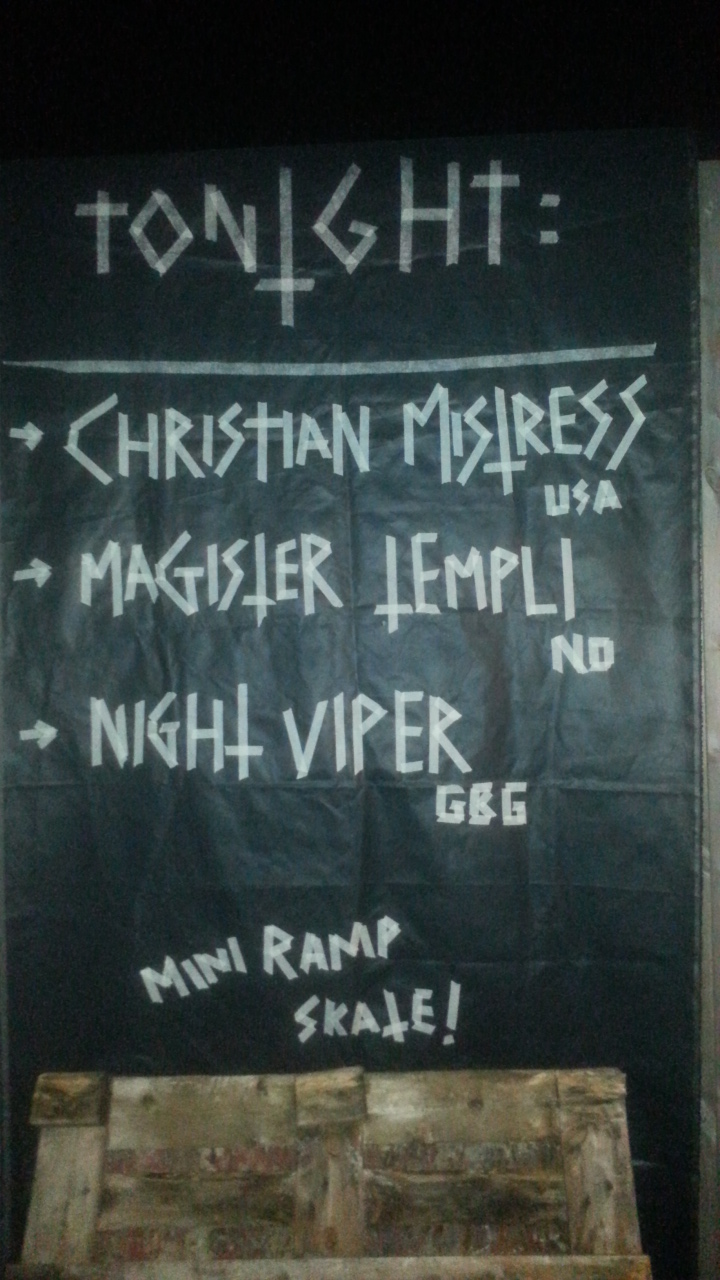 TONIGHT:
→ CHRISTIAN MISTRESS
USA
→ MAGISTER TEMPLI
NO
→ NIGHT VIPER
GBG
MINI RAMP
SKATE!